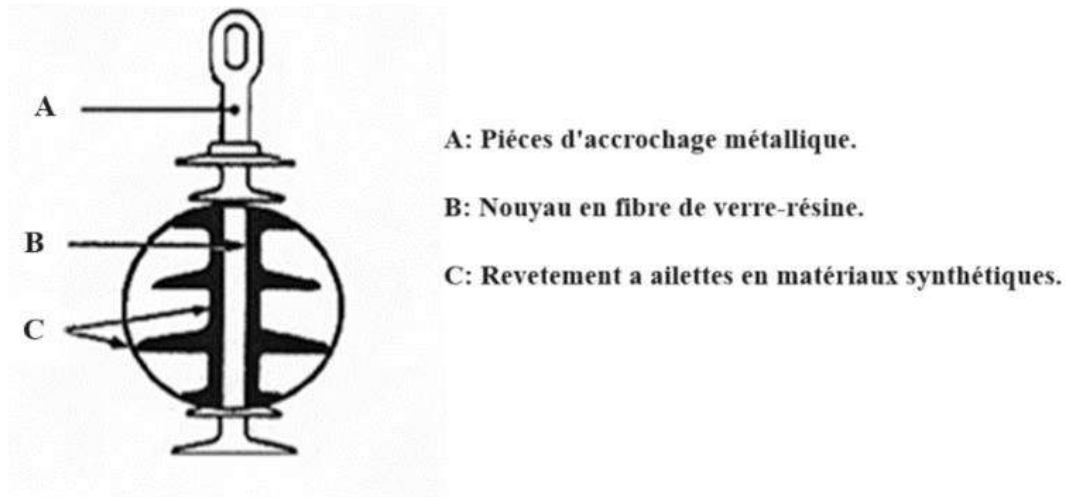 A
A: Piéces d'accrochage métallique.
B: Nouyau en fibre de verre-résine.
B
C: Revetement a ailettes en matériaux synthétiques.
C